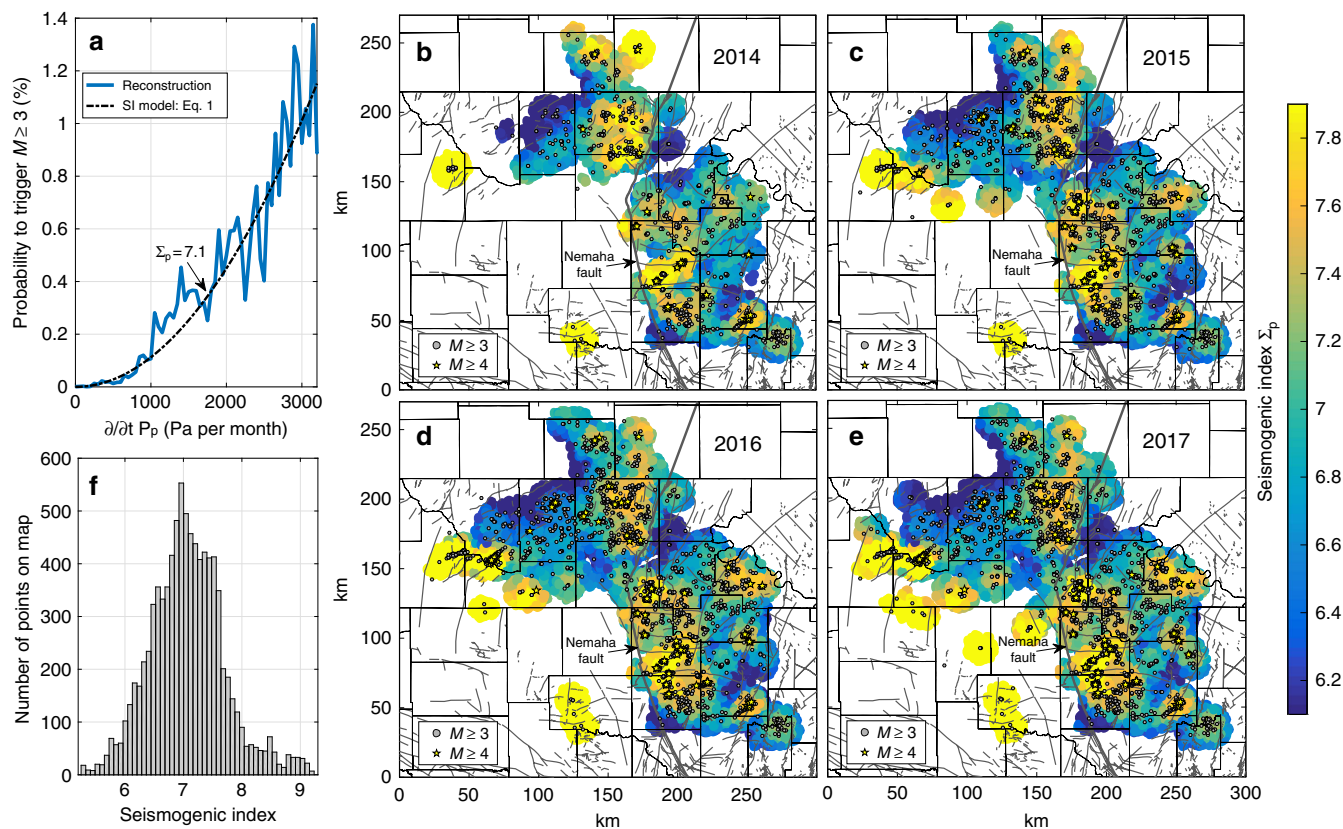 a
Probability to trigger M ≥ 3 (%)
1.4
1.2
1
0.8
0.6
0.4
0.2
0
Reconstruction
SI model: Eq. 1
Σp = 7.1
0 1000 2000 3000
∂/∂t Pp (Pa per month)
b
2014
km
250
200
150
100
50
0
Nemaha
fault
M ≥ 3
M ≥ 4
c
2015
Nemaha
fault
M ≥ 3
M ≥ 4
d
2016
km
250
200
150
100
50
0
Nemaha
fault
M ≥ 3
M ≥ 4
0 50 100 150 200 250
km
e
2017
Nemaha
fault
M ≥ 3
M ≥ 4
0 50 100 150 200 250 300
km
Seismogenic index Σp
7.8
7.6
7.4
7.2
7
6.8
6.6
6.4
6.2
f
Number of points on map
600
500
400
300
200
100
0
6 7 8 9
Seismogenic index